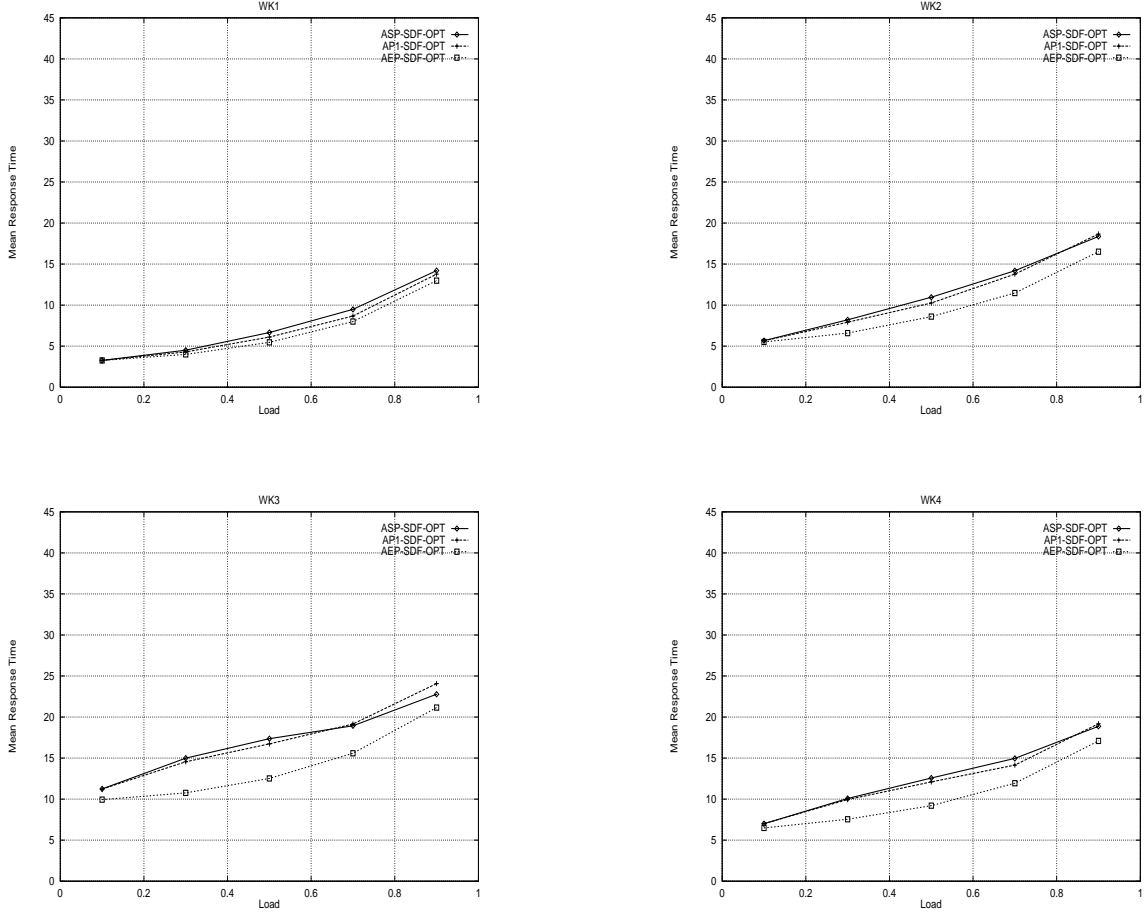 WK1
45
40
35
30
25
20
15
10
5
0
Mean Response Time
ASP-SDF-OPT
AP1-SDF-OPT
AEP-SDF-OPT
0 0.2 0.4 0.6 0.8 1
Load
WK2
45
40
35
30
25
20
15
10
5
0
Mean Response Time
ASP-SDF-OPT
AP1-SDF-OPT
AEP-SDF-OPT
0 0.2 0.4 0.6 0.8 1
Load
WK3
45
40
35
30
25
20
15
10
5
0
Mean Response Time
ASP-SDF-OPT
AP1-SDF-OPT
AEP-SDF-OPT
0 0.2 0.4 0.6 0.8 1
Load
WK4
45
40
35
30
25
20
15
10
5
0
Mean Response Time
ASP-SDF-OPT
AP1-SDF-OPT
AEP-SDF-OPT
0 0.2 0.4 0.6 0.8 1
Load